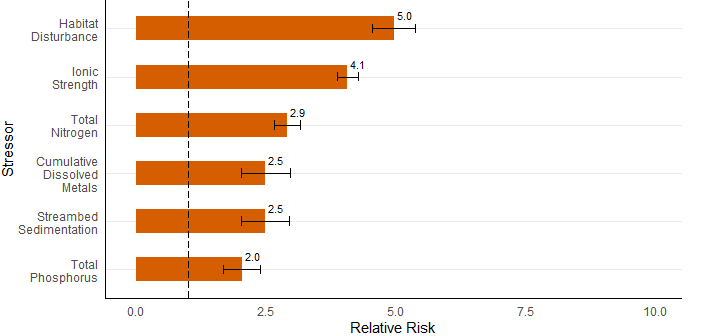 Stressor
Habitat
Disturbance
5.0
Ionic
Strength
4.1
Total
Nitrogen
2.9
Cumulative
Dissolved
Metals
2.5
Streambed
Sedimentation
2.5
Total
Phosphorus
2.0
0.0 2.5 5.0 7.5 10.0
Relative Risk